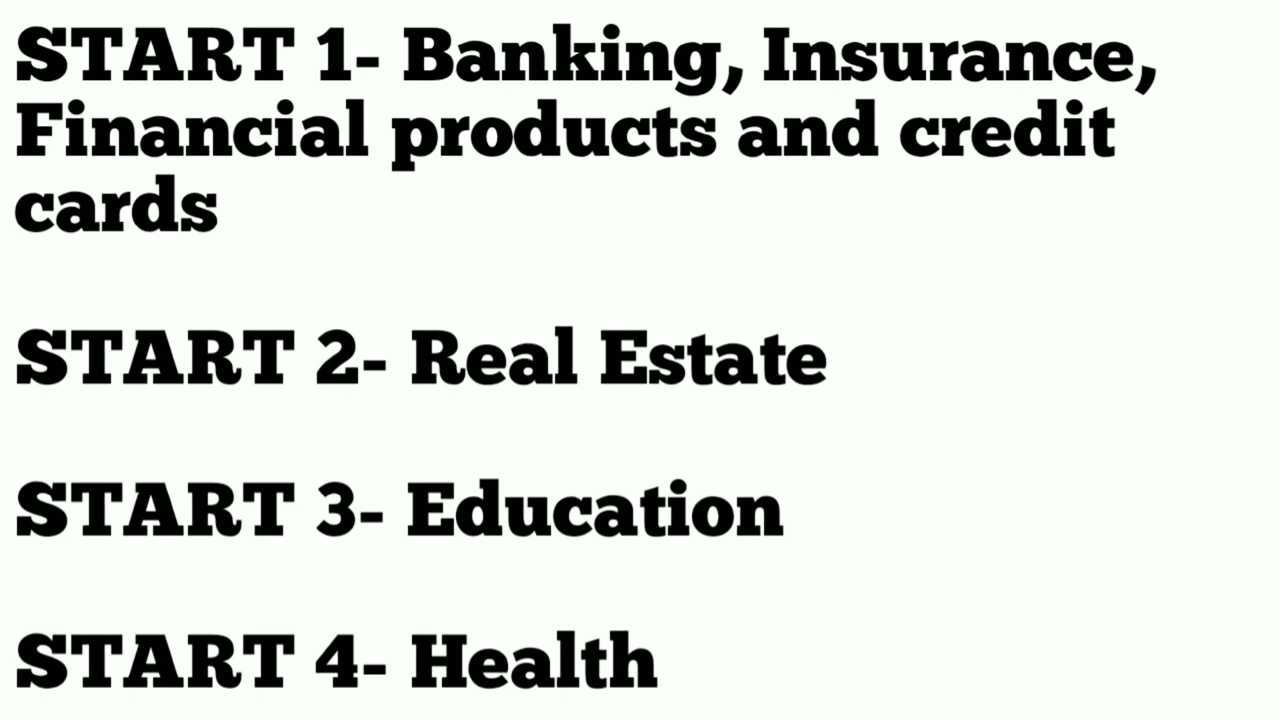 START 1- Banking, Insurance,
Financial products and credit
cards
START 2- Real Estate
START 3- Education
START 4- Health